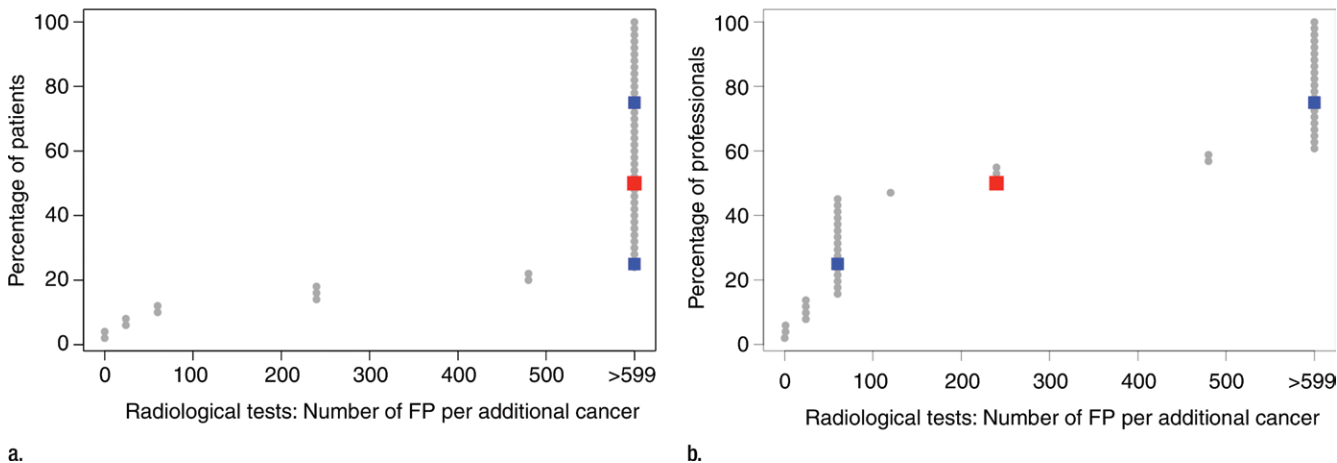 100
80
60
40
20
0
Percentage of patients
0 100 200 300 400 500 >599
Radiological tests: Number of FP per additional cancer
a.
100
80
60
40
20
0
Percentage of professionals
0 100 200 300 400 500 >599
Radiological tests: Number of FP per additional cancer
b.